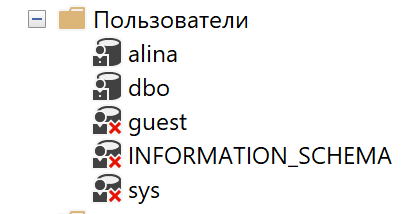 Пользователи
alina
dbo
guest
INFORMATION_SCHEMA
sys